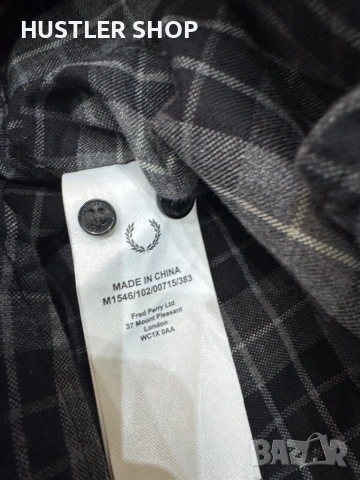 HUSTLER SHOP
MADE IN CHINA
M1546/102/00715/383
Fred Perry Ltd
37 Mount Pleasant
London
WC1X 0AA
BAZAR